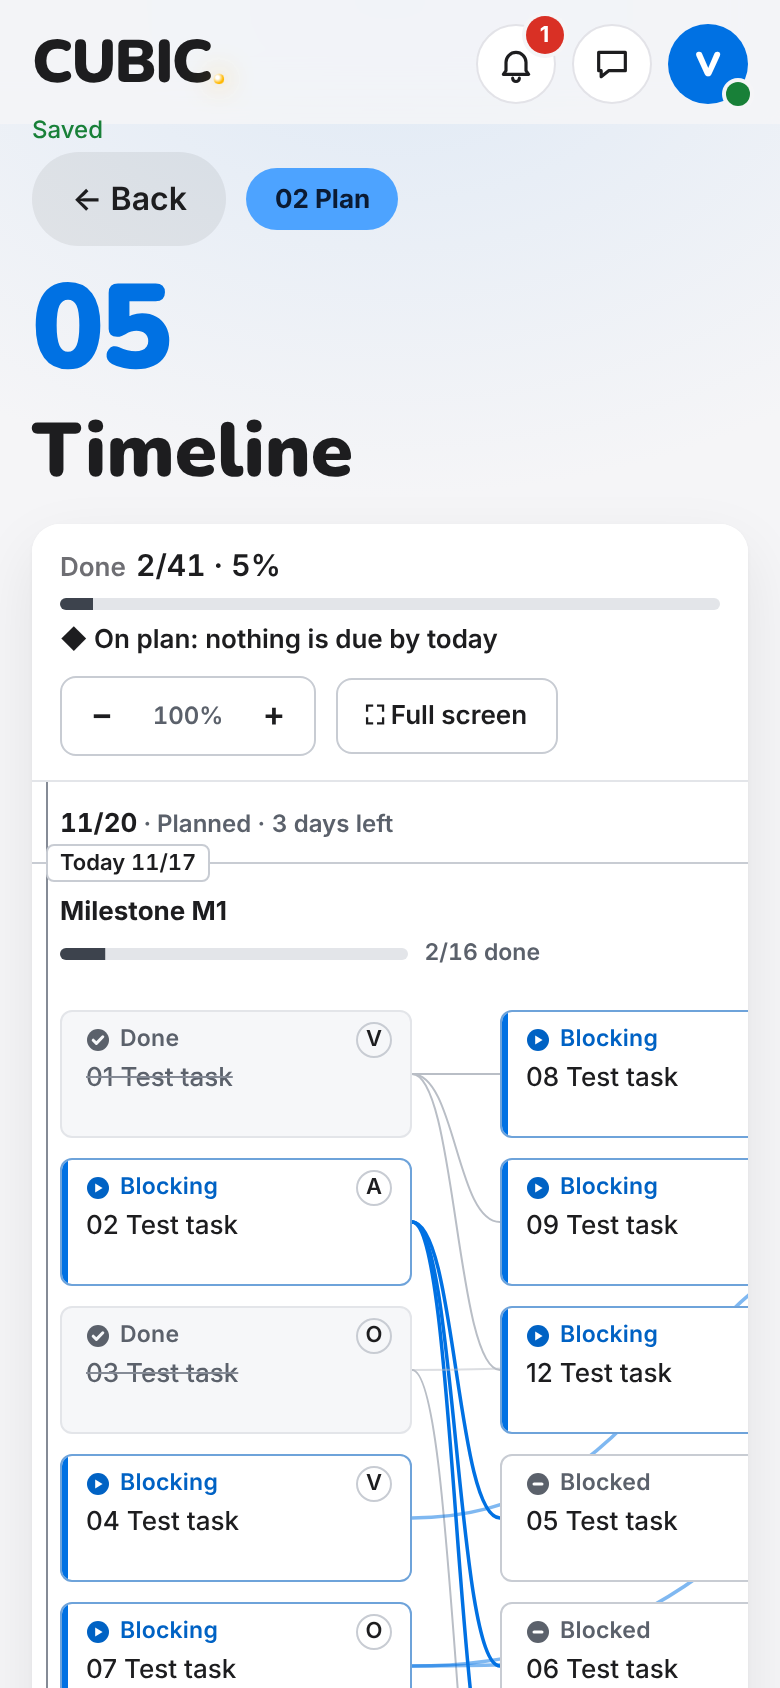 CUBIC.
1
V
Saved
← Back
02 Plan
05
Timeline
Done 2/41 · 5%
◆ On plan: nothing is due by today
− 100% +
Full screen
11/20 · Planned · 3 days left
Today 11/17
Milestone M1
2/16 done
Done V
01 Test task
Blocking
08 Test task
Blocking A
02 Test task
Blocking
09 Test task
Done O
03 Test task
Blocking
12 Test task
Blocking V
04 Test task
Blocked
05 Test task
Blocking O
07 Test task
Blocked
06 Test task